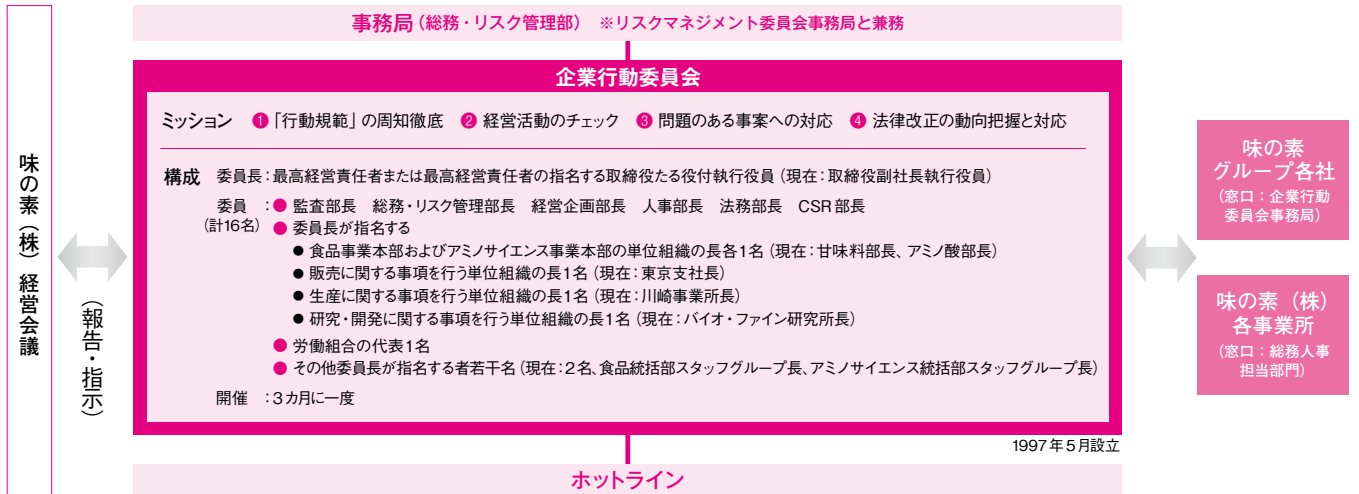 事務局(総務・リスク管理部) ※リスクマネジメント委員会事務局と兼務
味の素(株)経営会議
(報告・指示)
企業行動委員会
ミッション ❶「行動規範」の周知徹底 ❷ 経営活動のチェック ❸ 問題のある事案への対応 ❹ 法律改正の動向把握と対応
構成 委員長:最高経営責任者または最高経営責任者の指名する取締役たる役付執行役員(現在:取締役副社長執行役員)
委員 :● 監査部長 総務・リスク管理部長 経営企画部長 人事部長 法務部長 CSR部長
(計16名) ● 委員長が指名する
● 食品事業本部およびアミノサイエンス事業本部の単位組織の長各1名(現在:甘味料部長、アミノ酸部長)
● 販売に関する事項を行う単位組織の長1名(現在:東京支社長)
● 生産に関する事項を行う単位組織の長1名(現在:川崎事業所長)
● 研究・開発に関する事項を行う単位組織の長1名(現在:バイオ・ファイン研究所長)
● 労働組合の代表1名
● その他委員長が指名する者若干名(現在:2名、食品統括部スタッフグループ長、アミノサイエンス統括部スタッフグループ長)
開催 :3カ月に一度
1997年5月設立
ホットライン
味の素
グループ各社
(窓口:企業行動
委員会事務局)
味の素(株)
各事業所
(窓口:総務人事
担当部門)